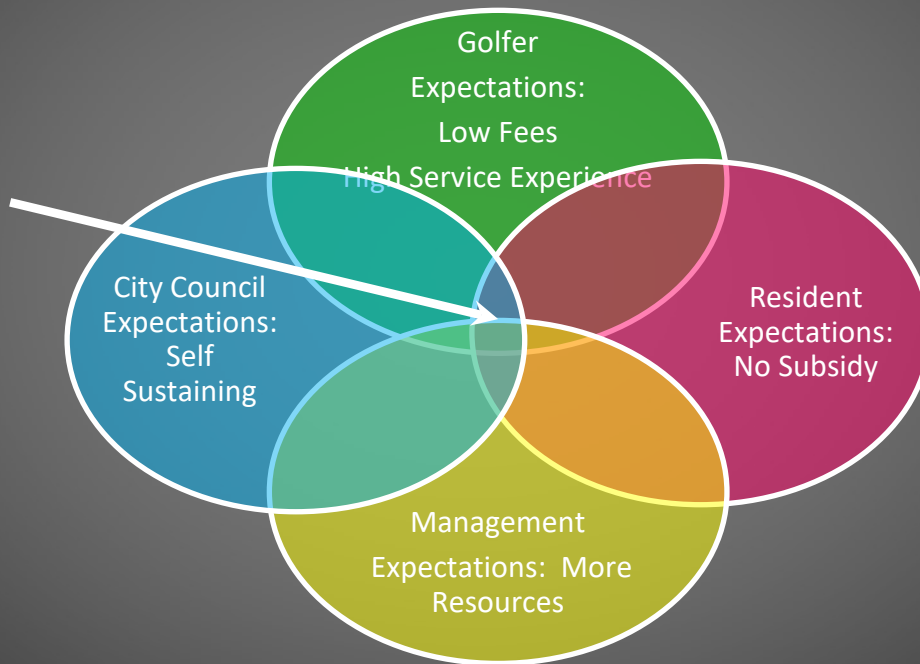 Golfer
Expectations:
Low Fees
High Service Experience
City Council
Expectations:
Self
Sustaining
Resident
Expectations:
No Subsidy
Management
Expectations: More
Resources